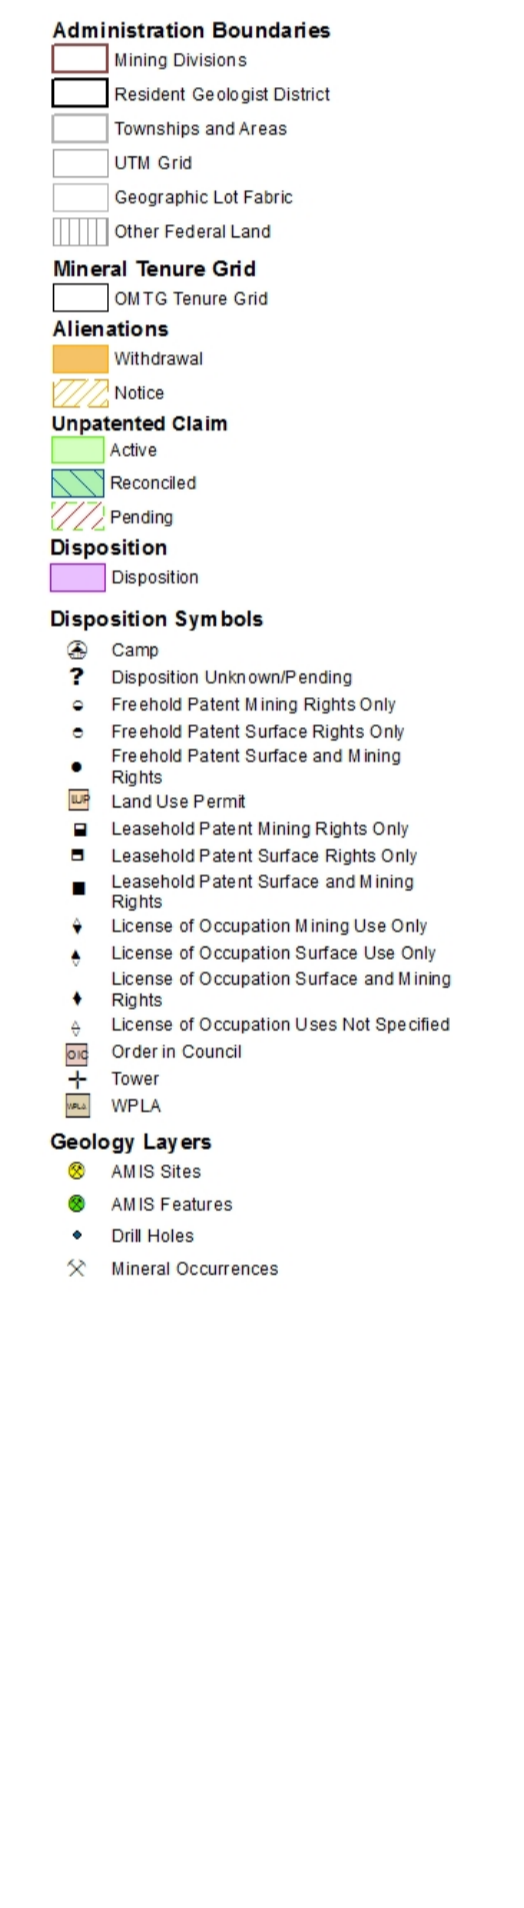 Administration Boundaries
Mining Divisions
Resident Geologist District
Townships and Areas
UTM Grid
Geographic Lot Fabric
Other Federal Land
Mineral Tenure Grid
OMTG Tenure Grid
Alienations
Withdrawal
Notice
Unpatented Claim
Active
Reconciled
Pending
Disposition
Disposition
Disposition Symbols
Camp
? Disposition Unknown/Pending
Freehold Patent Mining Rights Only
Freehold Patent Surface Rights Only
Freehold Patent Surface and Mining
Rights
LUP Land Use Permit
Leasehold Patent Mining Rights Only
Leasehold Patent Surface Rights Only
Leasehold Patent Surface and Mining
Rights
License of Occupation Mining Use Only
License of Occupation Surface Use Only
License of Occupation Surface and Mining
Rights
License of Occupation Uses Not Specified
OIC Order in Council
Tower
WPLA WPLA
Geology Layers
AMIS Sites
AMIS Features
Drill Holes
Mineral Occurrences